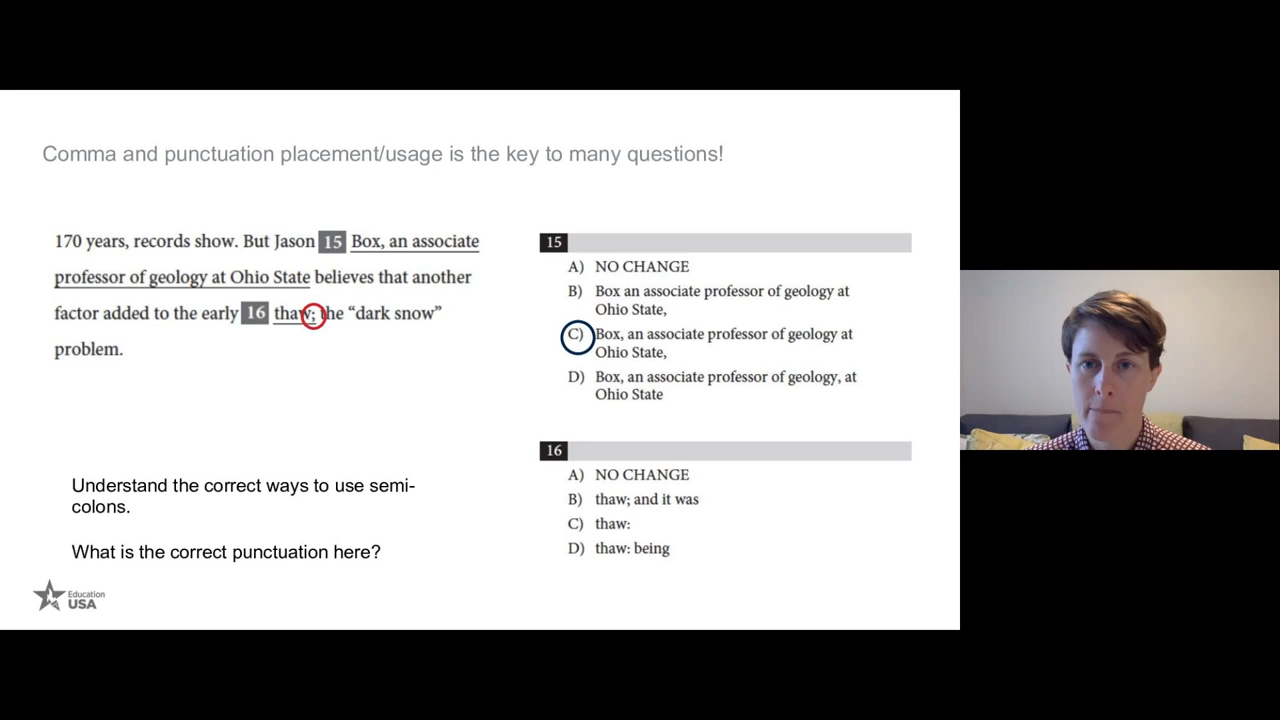 Comma and punctuation placement/usage is the key to many questions!
170 years, records show. But Jason 15 Box, an associate
professor of geology at Ohio State believes that another
factor added to the early 16 thaw; the “dark snow”
problem.
Understand the correct ways to use semi-
colons.
What is the correct punctuation here?
Education
USA
15
A) NO CHANGE
B) Box an associate professor of geology at
Ohio State,
C) Box, an associate professor of geology at
Ohio State,
D) Box, an associate professor of geology, at
Ohio State
16
A) NO CHANGE
B) thaw; and it was
C) thaw:
D) thaw: being